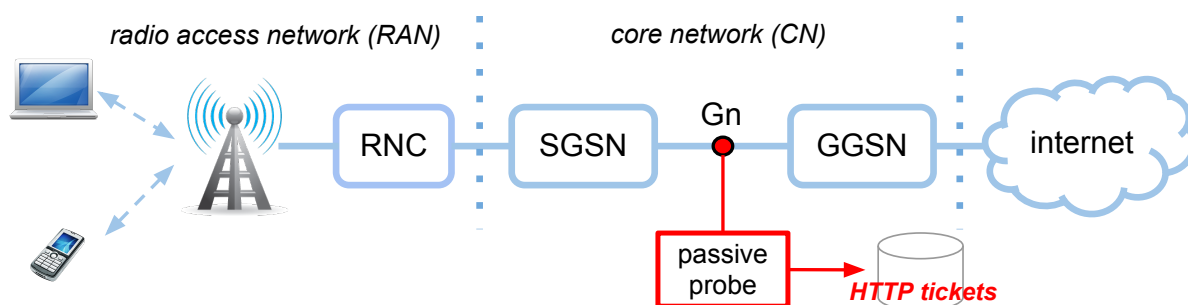 radio access network (RAN)
core network (CN)
RNC
SGSN
Gn
GGSN
internet
passive
probe
HTTP tickets